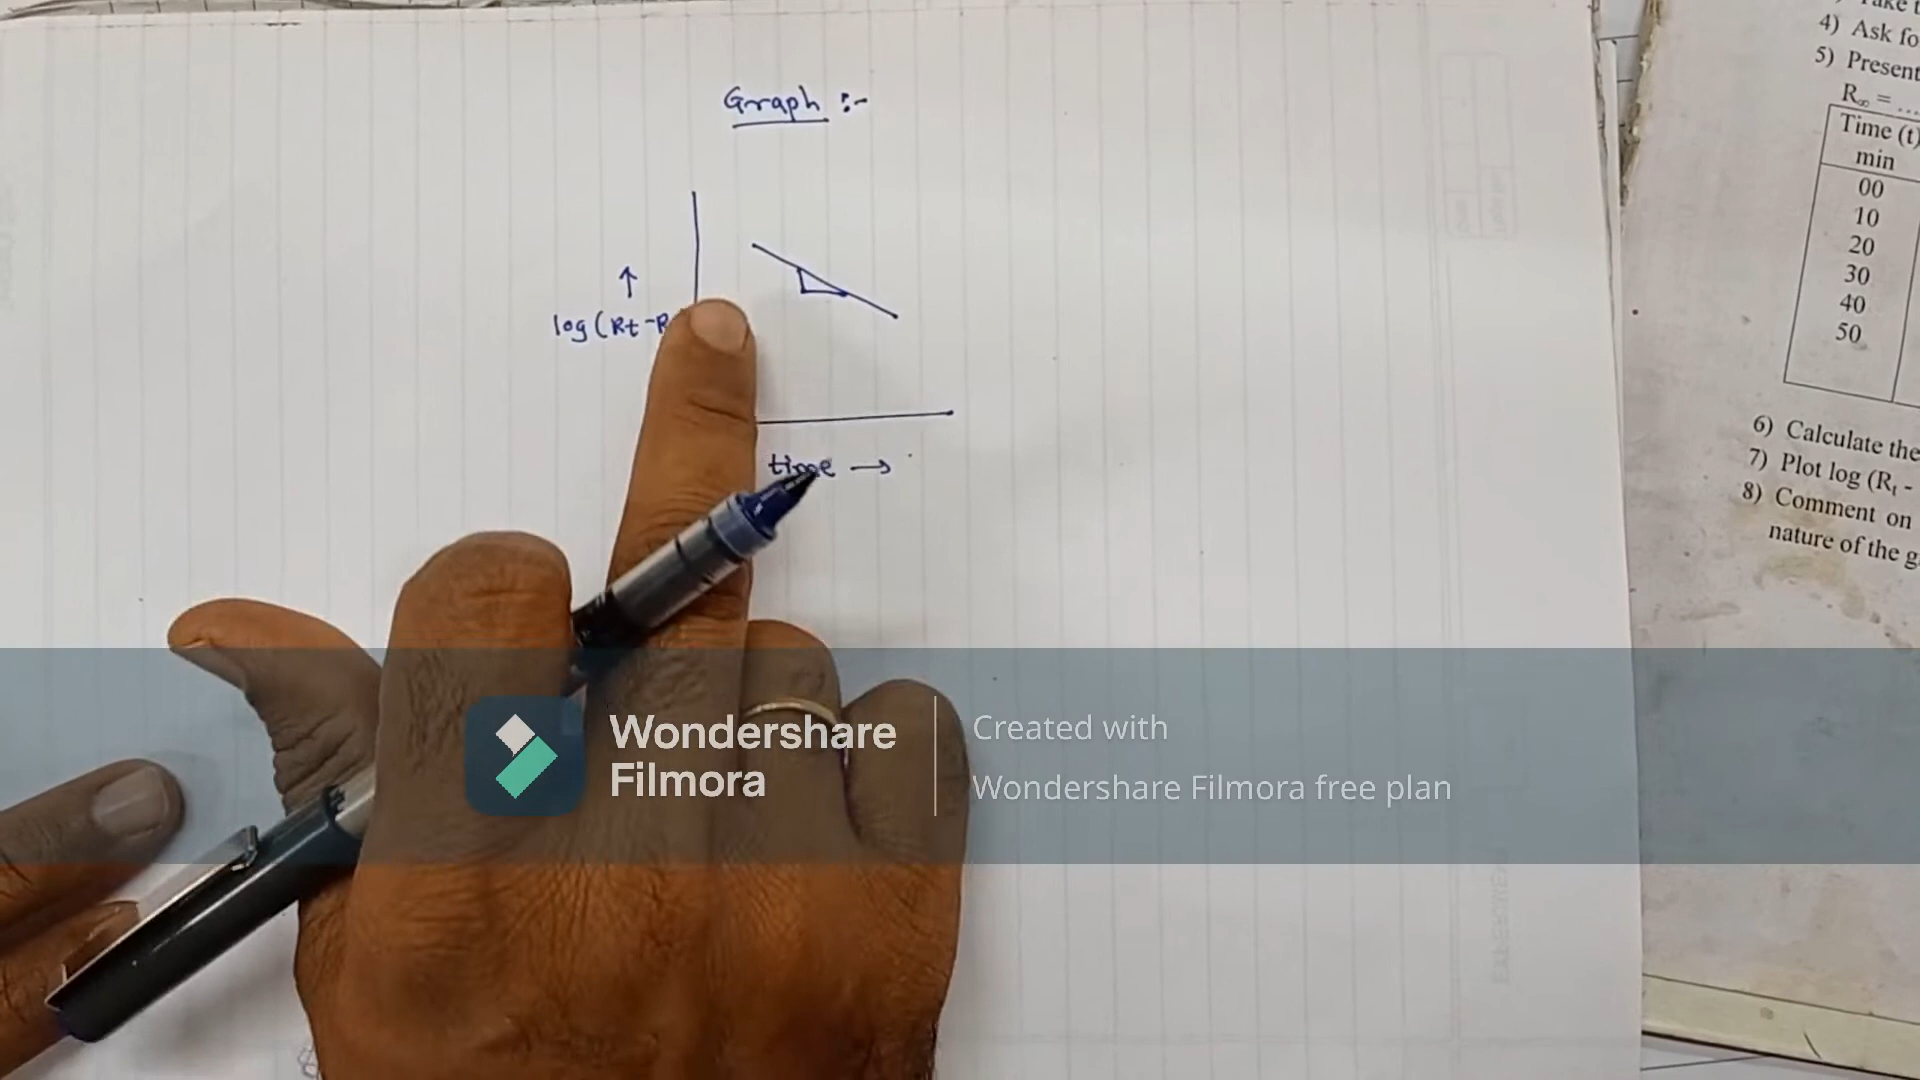 Graph :-
↑
log (Rt - R
time →
4) Ask fo
5) Present
R∞ = ...
Time (t)
min
00
10
20
30
40
50
6) Calculate the
7) Plot log (Rt -
8) Comment on
nature of the g
Wondershare
Filmora
Created with
Wondershare Filmora free plan